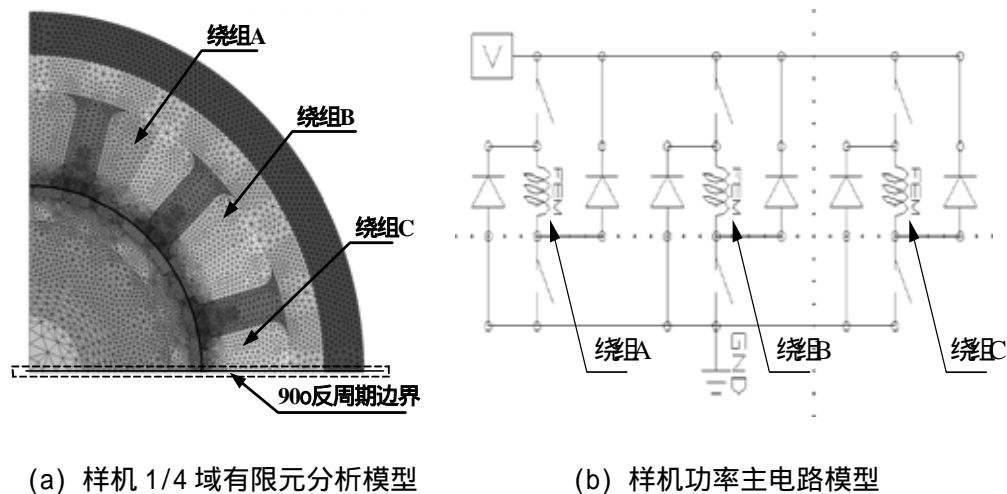 绕组A
绕组B
绕组C
90o反周期边界
V
FEM
FEM
FEM
绕组A
绕组B
绕组C
GND
(a) 样机 1/4 域有限元分析模型
(b) 样机功率主电路模型